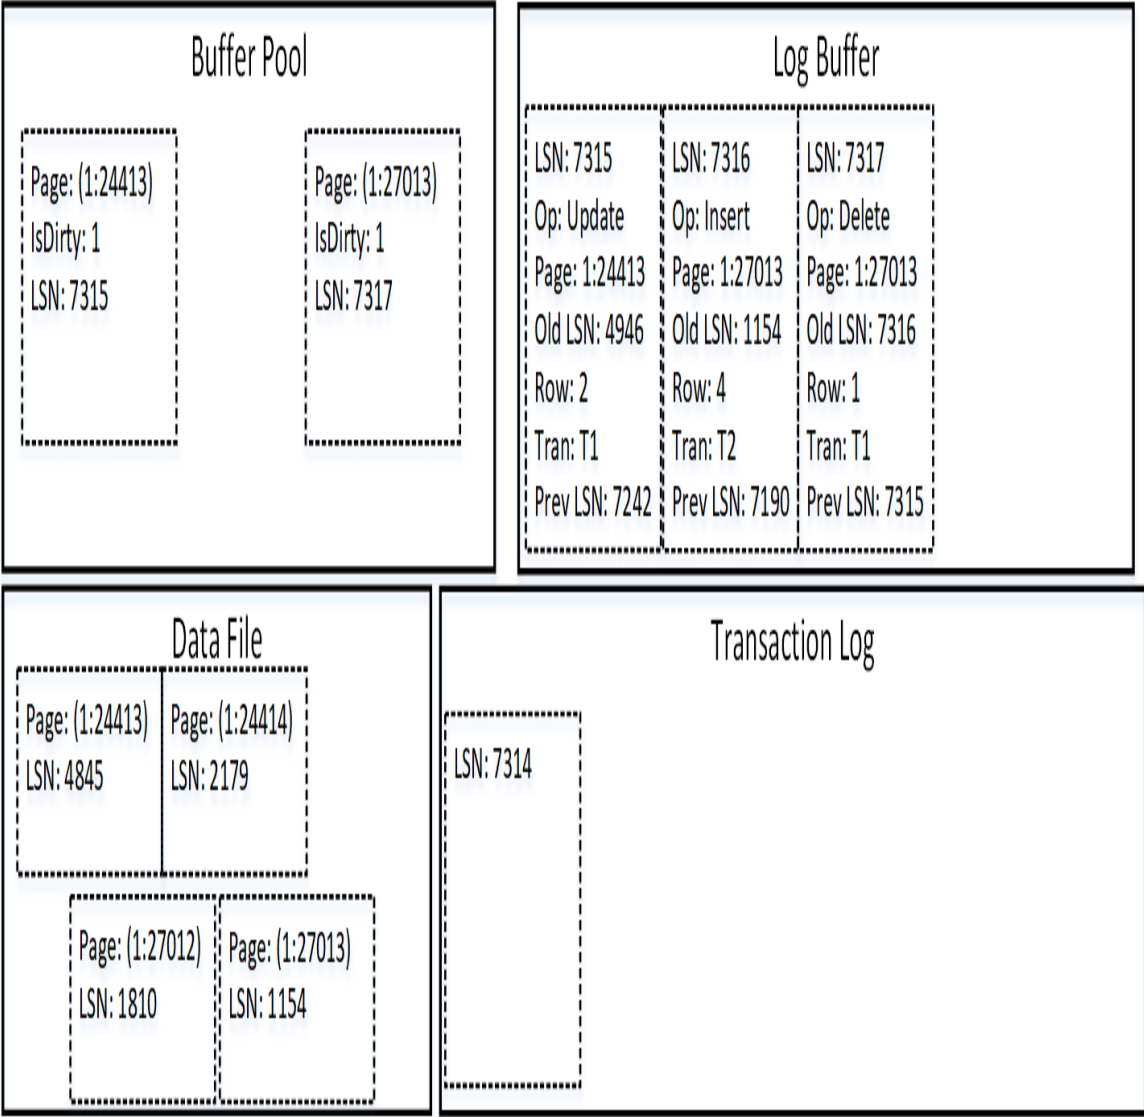 Buffer Pool
Page: (1:24413)
IsDirty: 1
LSN: 7315
Page: (1:27013)
IsDirty: 1
LSN: 7317
Log Buffer
LSN: 7315
Op: Update
Page: 1:24413
Old LSN: 4946
Row: 2
Tran: T1
Prev LSN: 7242
LSN: 7316
Op: Insert
Page: 1:27013
Old LSN: 1154
Row: 4
Tran: T2
Prev LSN: 7190
LSN: 7317
Op: Delete
Page: 1:27013
Old LSN: 7316
Row: 1
Tran: T1
Prev LSN: 7315
Data File
Page: (1:24413)
LSN: 4845
Page: (1:24414)
LSN: 2179
Page: (1:27012)
LSN: 1810
Page: (1:27013)
LSN: 1154
Transaction Log
LSN: 7314